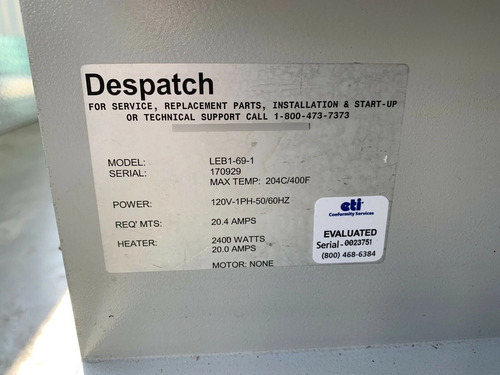 Despatch
FOR SERVICE, REPLACEMENT PARTS, INSTALLATION & START-UP
OR TECHNICAL SUPPORT CALL 1-800-473-7373
MODEL: LEB1-69-1
SERIAL: 170929
MAX TEMP: 204C/400F
POWER: 120V-1PH-50/60HZ
REQ' MTS: 20.4 AMPS
HEATER: 2400 WATTS
20.0 AMPS
MOTOR: NONE
cti
Conformity Services
EVALUATED
Serial-0023751
(800) 468-6384